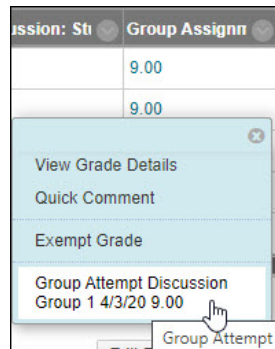 ussion: Stu Group Assignm
9.00
9.00
View Grade Details
Quick Comment
Exempt Grade
Group Attempt Discussion
Group 1 4/3/20 9.00
Group Attempt